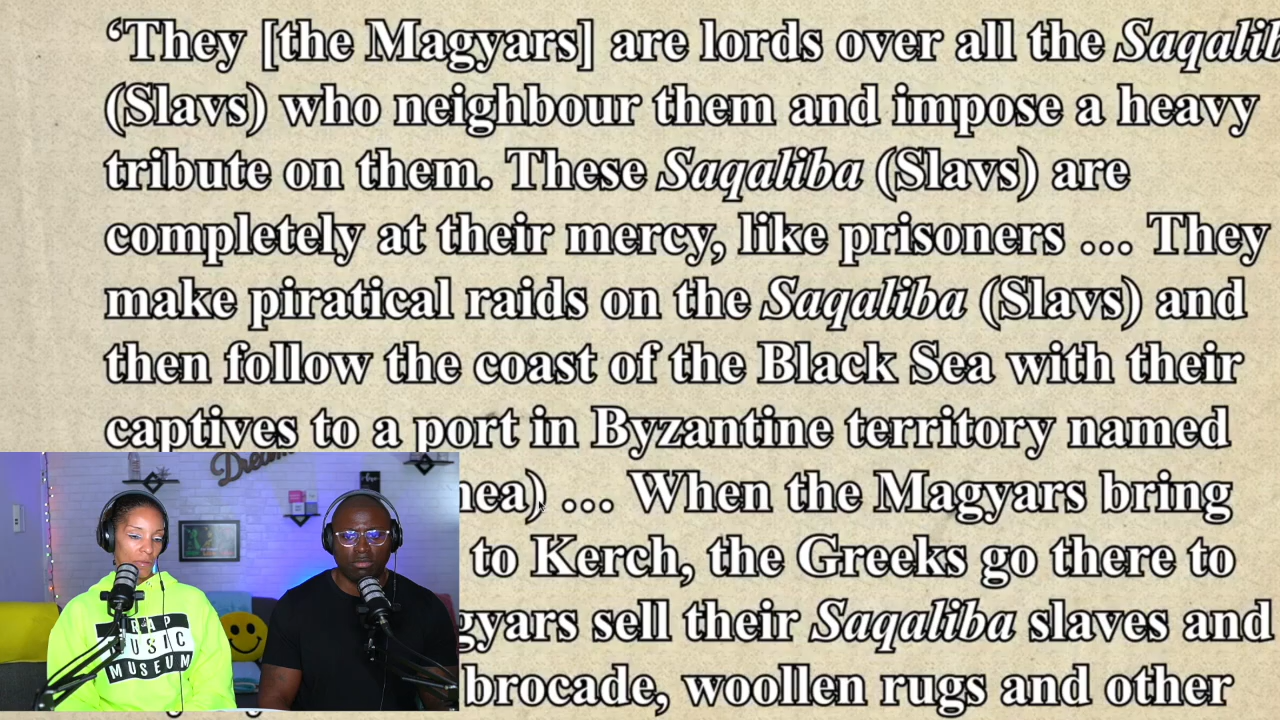 ‘They [the Magyars] are lords over all the
(Slavs) who neighbour them and impose a heavy
tribute on them. These Saqaliba (Slavs) are
completely at their mercy, like prisoners … They
make piratical raids on the Saqaliba (Slavs) and
then follow the coast of the Black Sea with their
captives to a port in Byzantine territory named
… When the Magyars bring
to Kerch, the Greeks go there to
sell their Saqaliba slaves and
brocade, woollen rugs and other
TRAP
MUSIC
MUSEUM